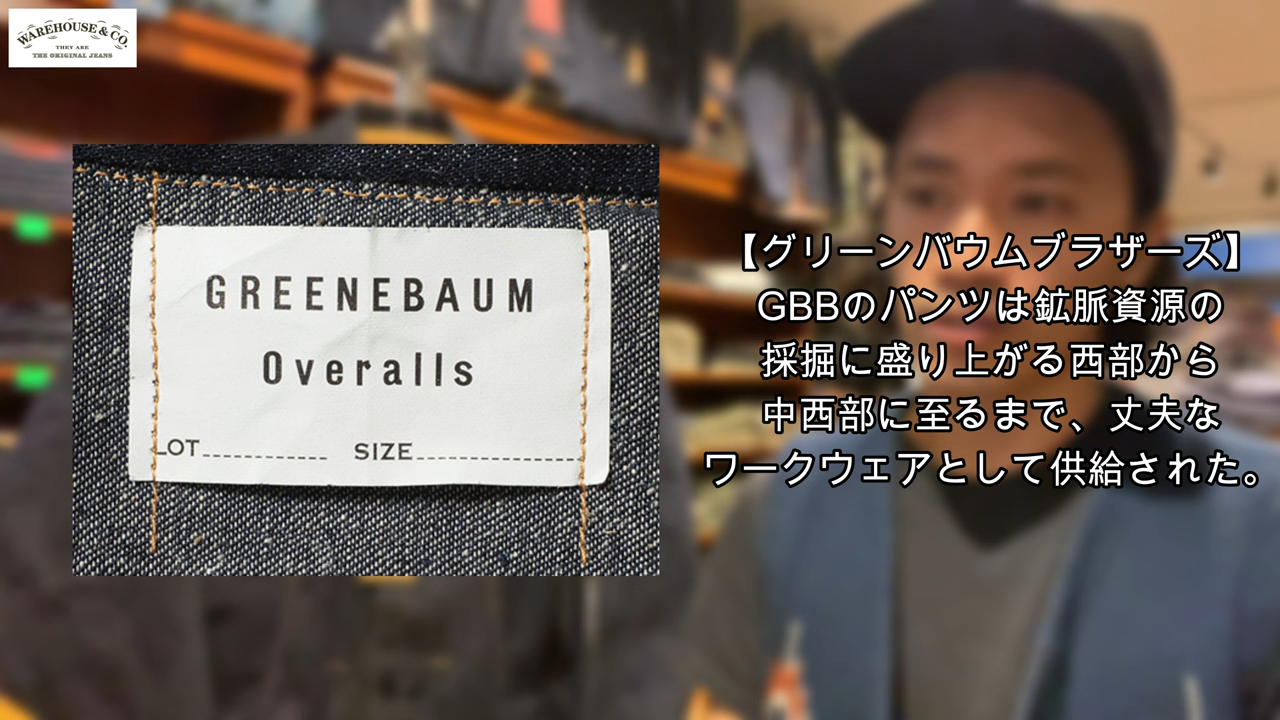 WAREHOUSE & CO.
THEY ARE
THE ORIGINAL JEANS
GREENEBAUM
Overalls
LOT SIZE
【グリーンバウムブラザーズ】
GBBのパンツは鉱脈資源の
採掘に盛り上がる西部から
中西部に至るまで、丈夫な
ワークウェアとして供給された。